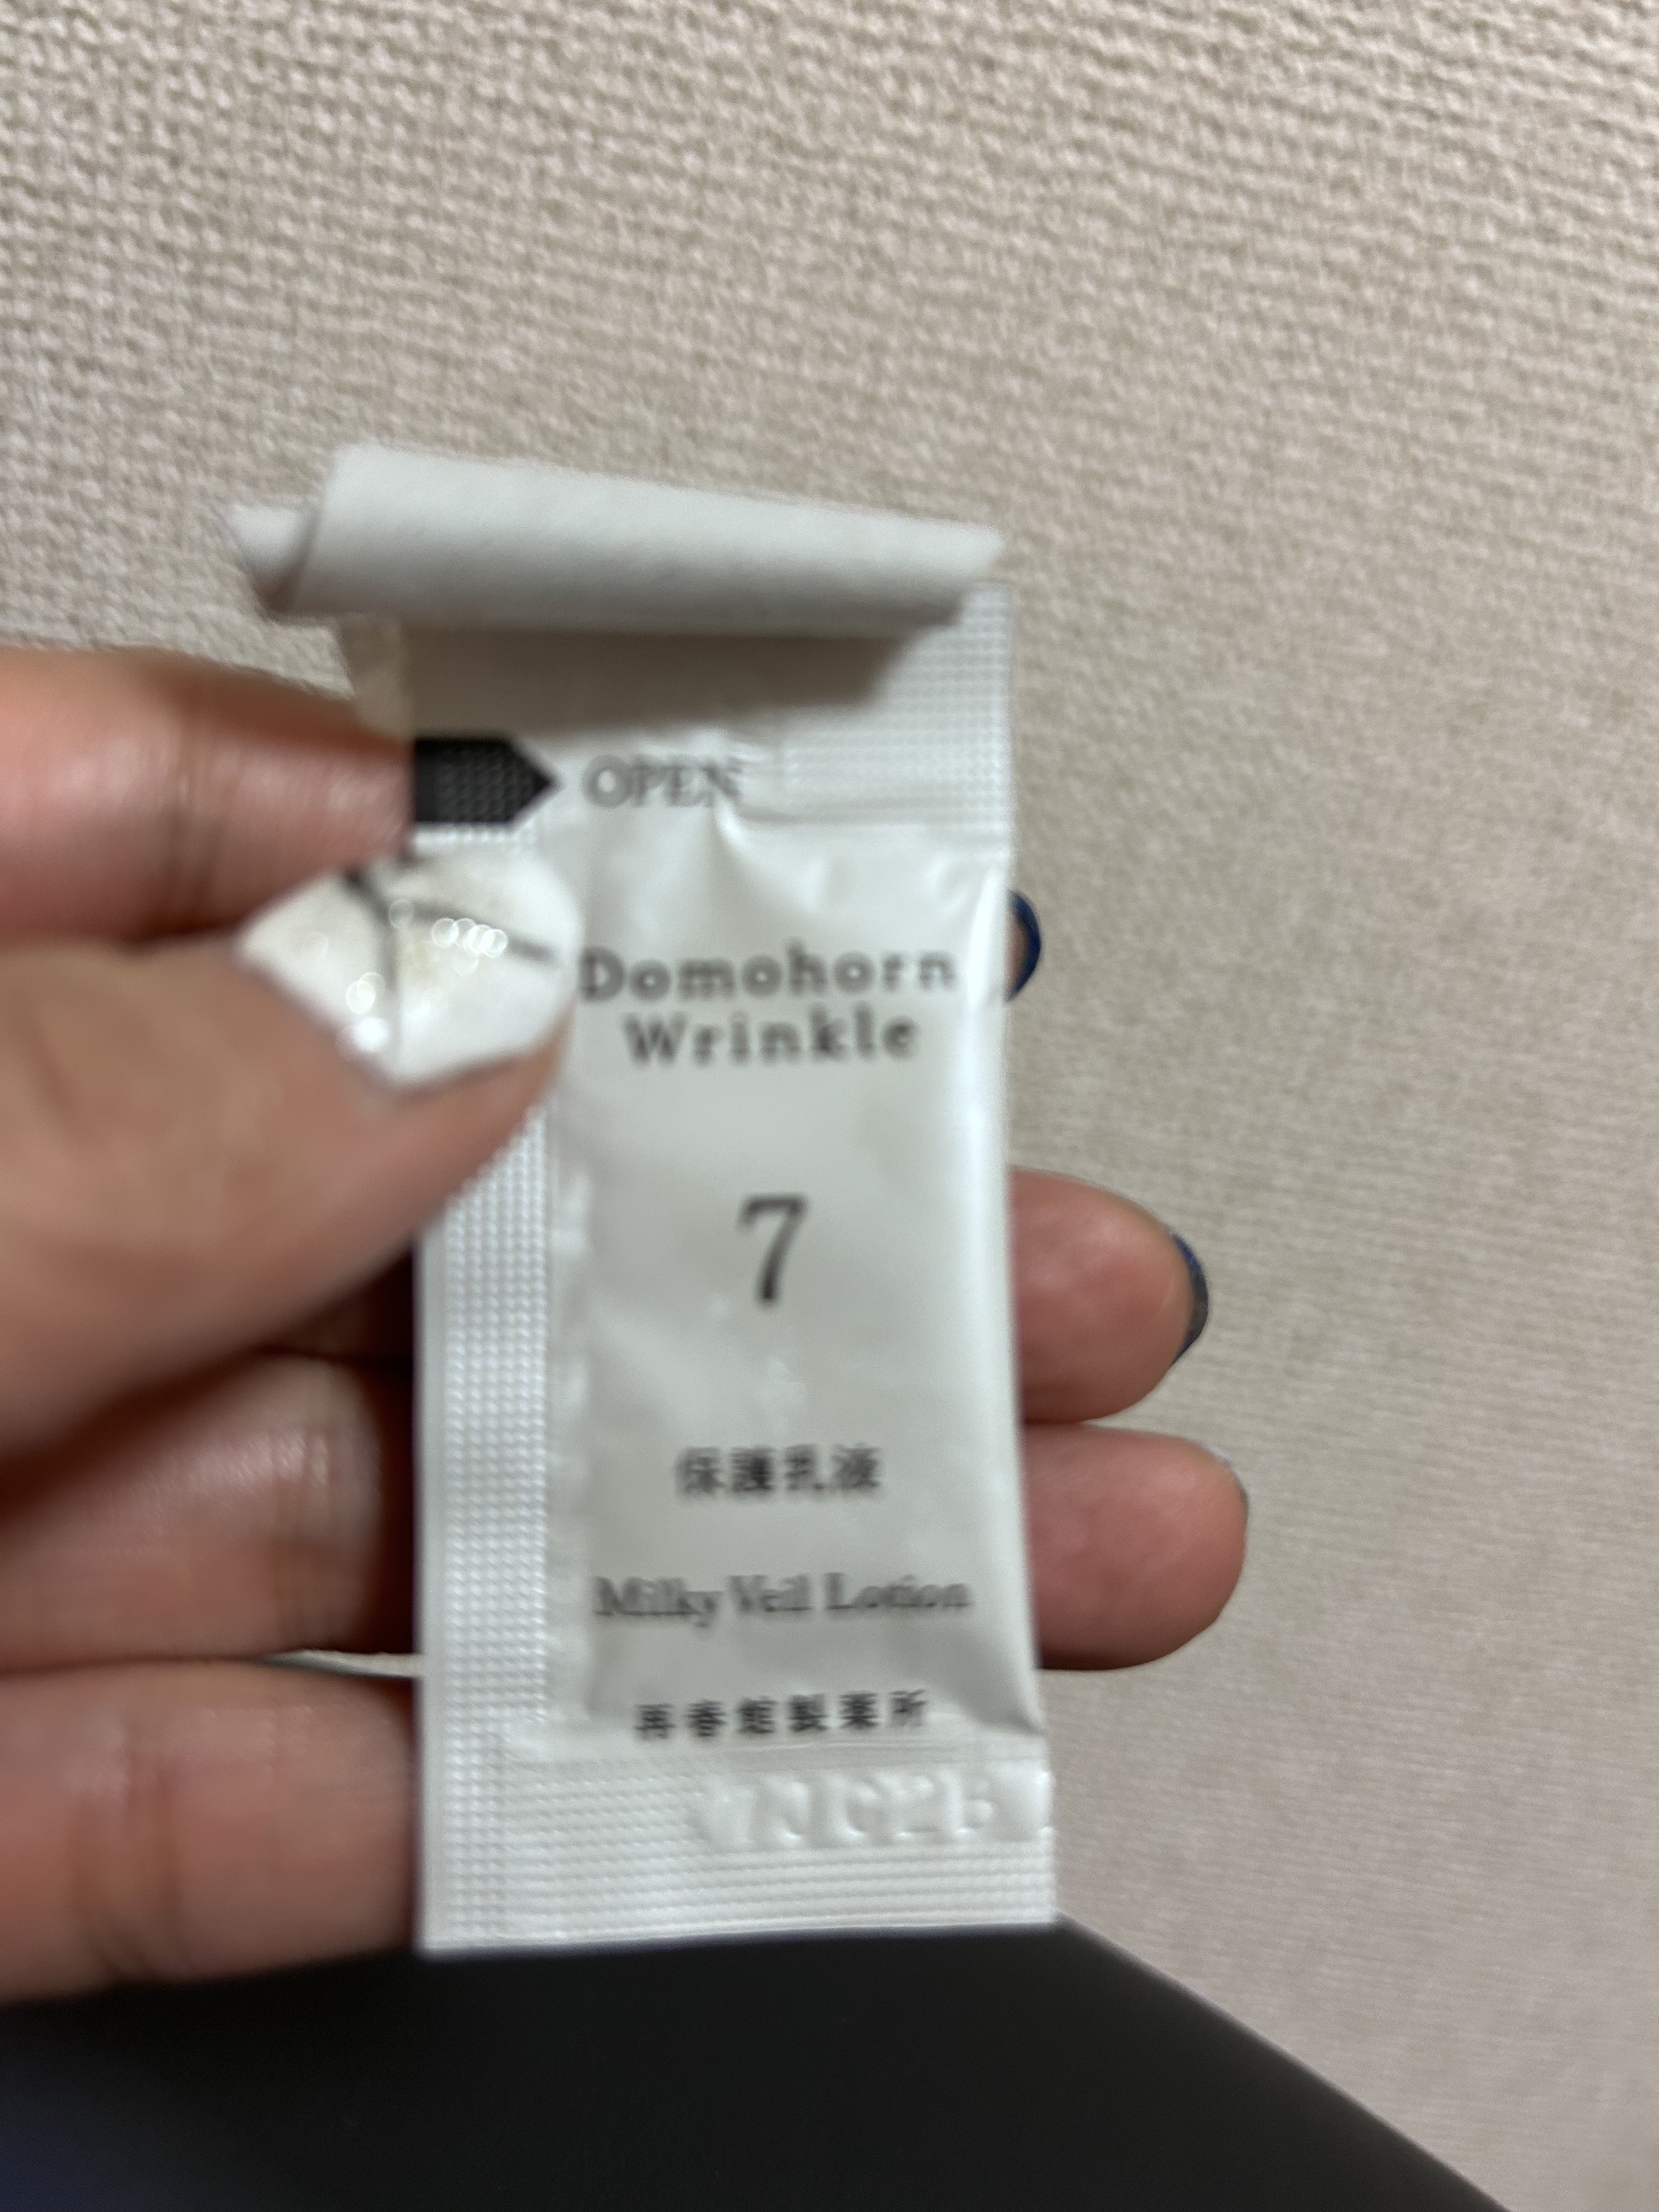 OPEN
Domohorn
Wrinkle
7
保護乳液
Milky Veil Lotion
再春館製薬所